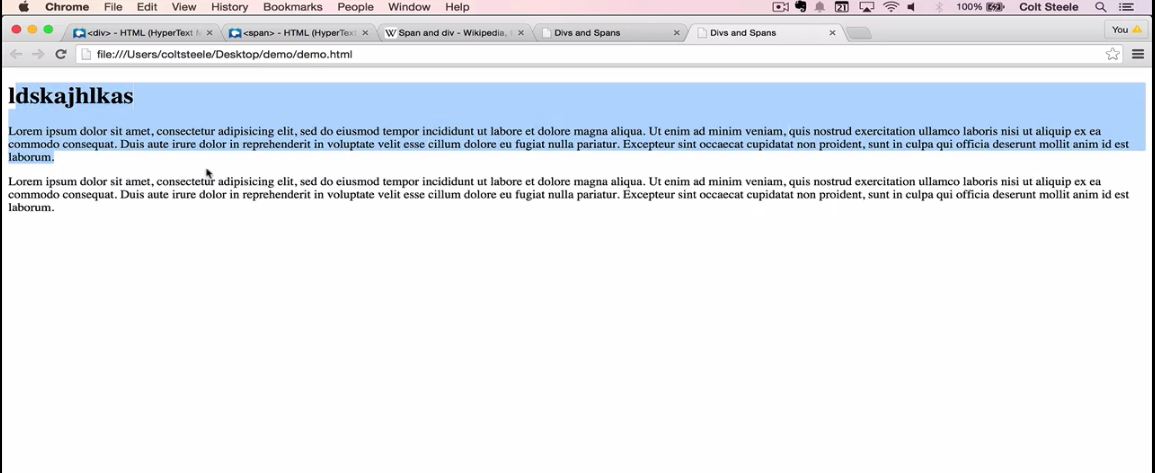 Chrome File Edit View History Bookmarks People Window Help 21 100% Colt Steele
<div> - HTML (HyperText M <span> - HTML (HyperText Span and div - Wikipedia, Divs and Spans Divs and Spans You
file:///Users/coltsteele/Desktop/demo/demo.html
ldskajhlkas
Lorem ipsum dolor sit amet, consectetur adipisicing elit, sed do eiusmod tempor incididunt ut labore et dolore magna aliqua. Ut enim ad minim veniam, quis nostrud exercitation ullamco laboris nisi ut aliquip ex ea
commodo consequat. Duis aute irure dolor in reprehenderit in voluptate velit esse cillum dolore eu fugiat nulla pariatur. Excepteur sint occaecat cupidatat non proident, sunt in culpa qui officia deserunt mollit anim id est
laborum.
Lorem ipsum dolor sit amet, consectetur adipisicing elit, sed do eiusmod tempor incididunt ut labore et dolore magna aliqua. Ut enim ad minim veniam, quis nostrud exercitation ullamco laboris nisi ut aliquip ex ea
commodo consequat. Duis aute irure dolor in reprehenderit in voluptate velit esse cillum dolore eu fugiat nulla pariatur. Excepteur sint occaecat cupidatat non proident, sunt in culpa qui officia deserunt mollit anim id est
laborum.